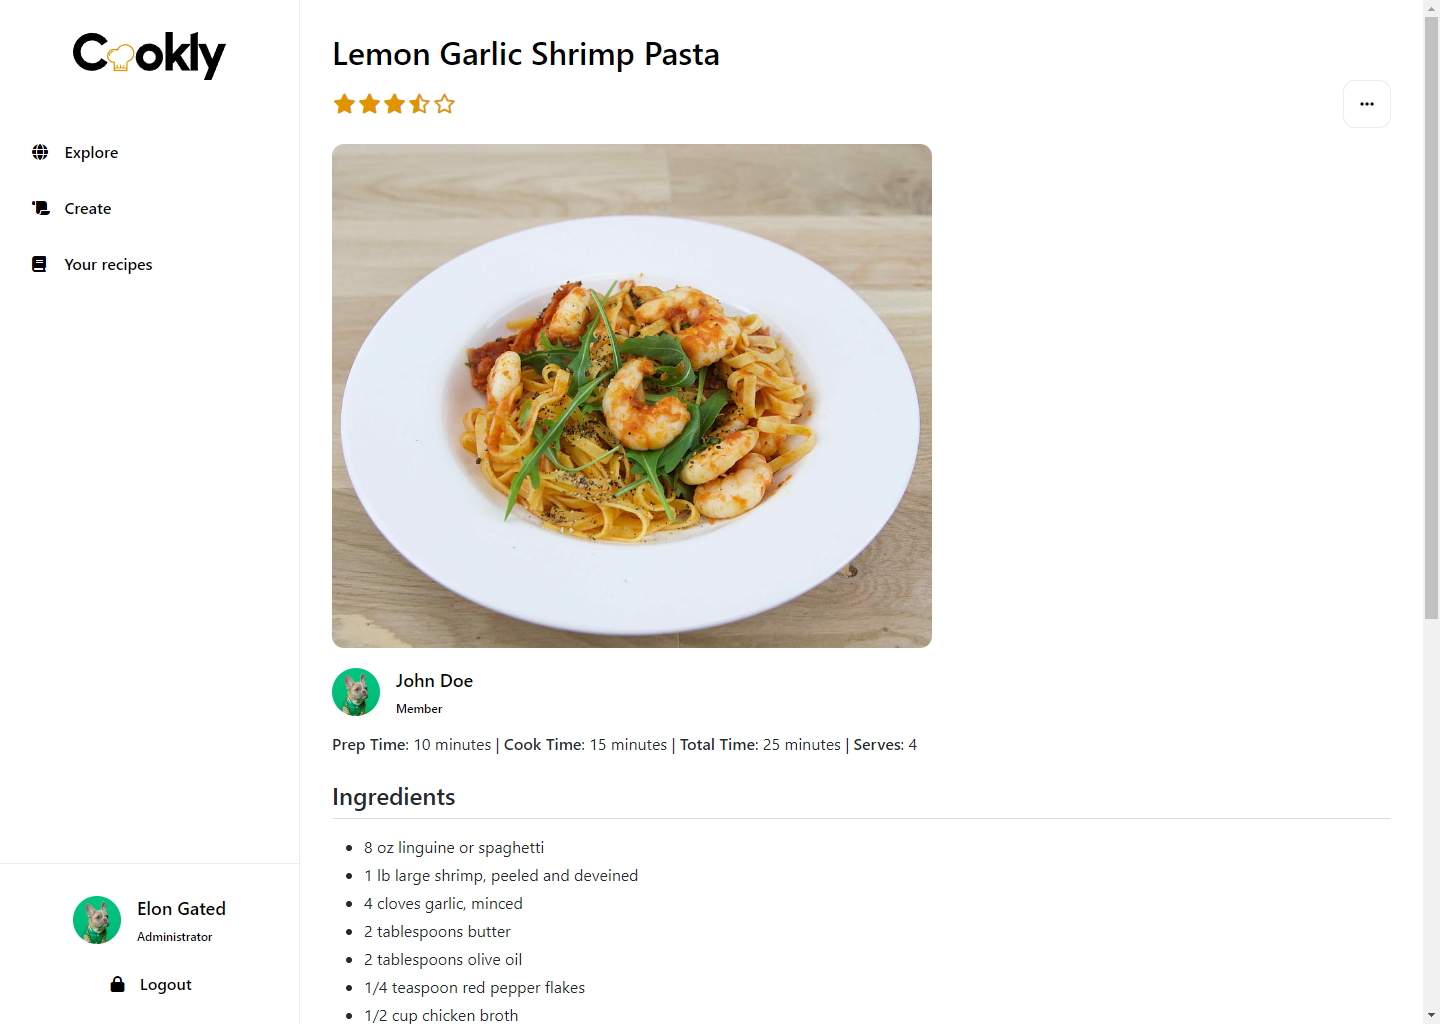 Cookly
Explore
Create
Your recipes
Elon Gated
Administrator
Logout
Lemon Garlic Shrimp Pasta
John Doe
Member
Prep Time: 10 minutes | Cook Time: 15 minutes | Total Time: 25 minutes | Serves: 4
Ingredients
8 oz linguine or spaghetti
1 lb large shrimp, peeled and deveined
4 cloves garlic, minced
2 tablespoons butter
2 tablespoons olive oil
1/4 teaspoon red pepper flakes
1/2 cup chicken broth